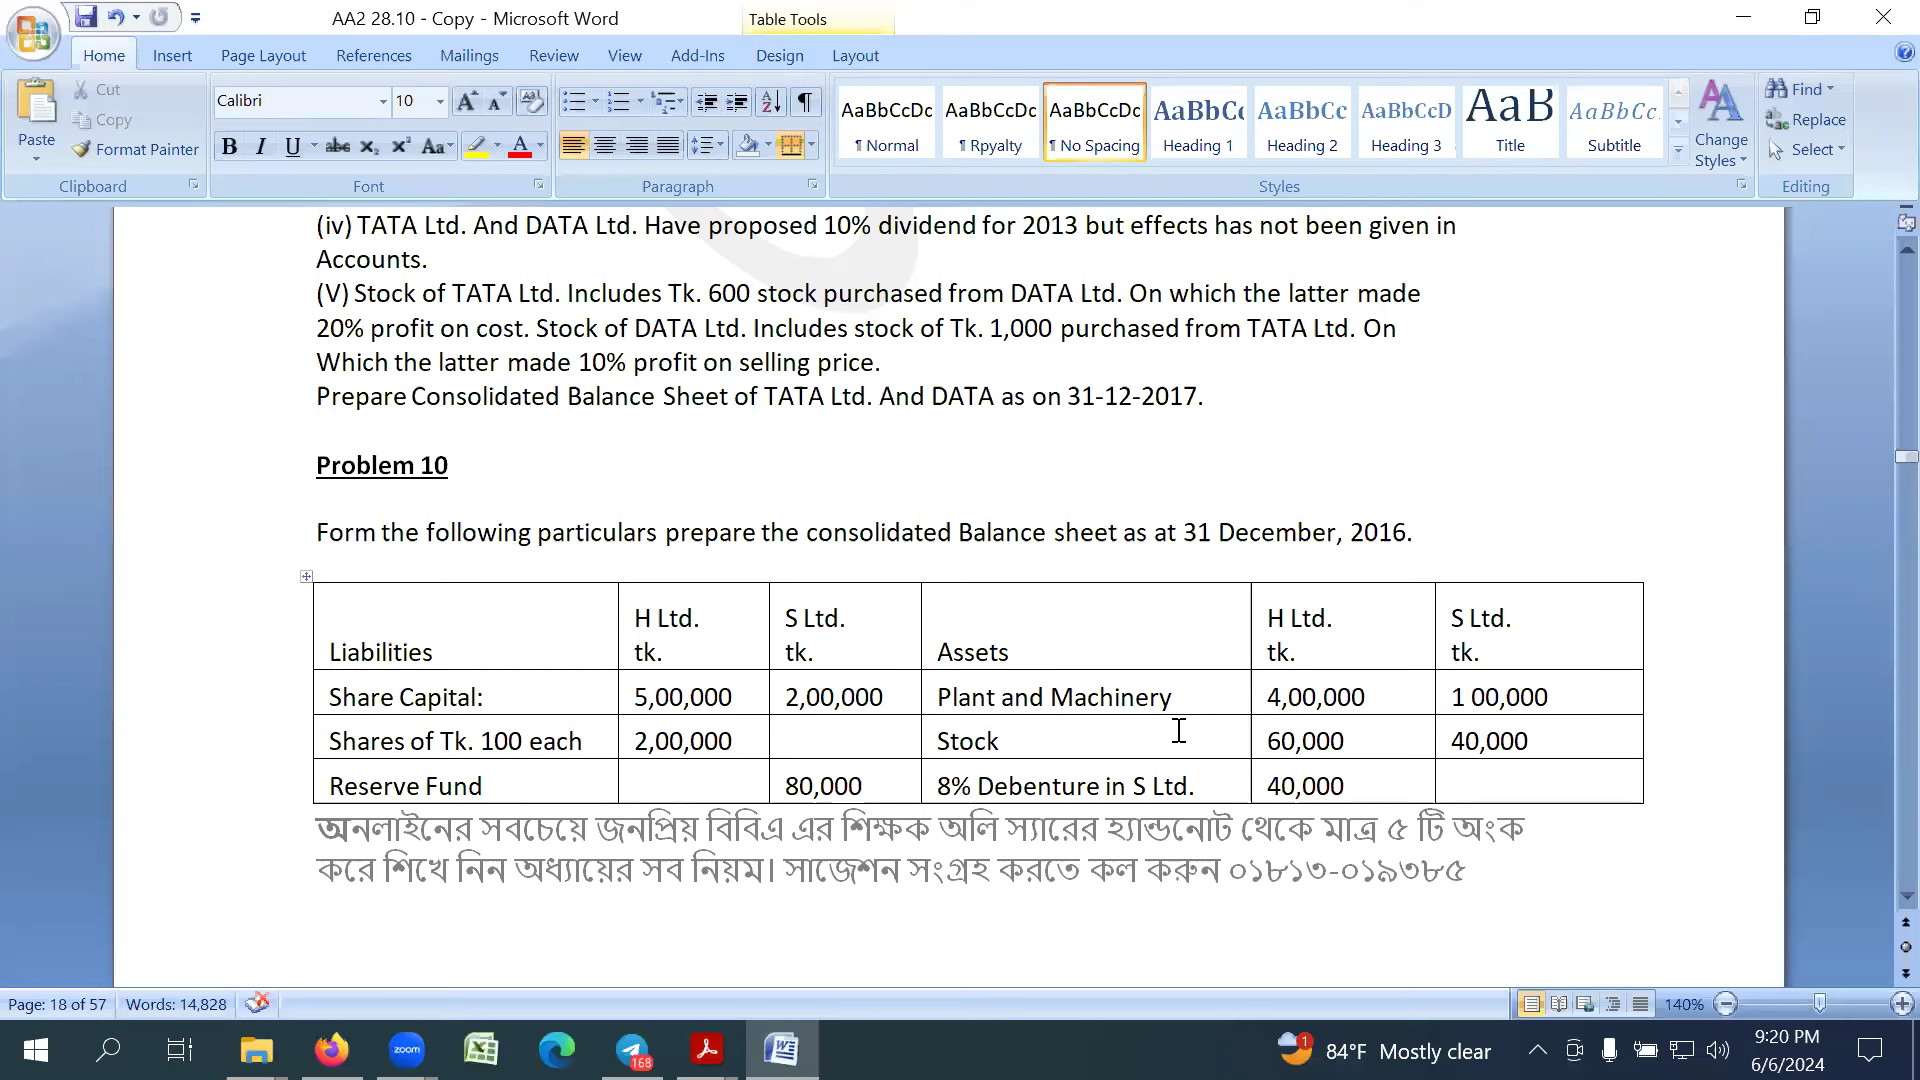 AA2 28.10 - Copy - Microsoft Word
Table Tools
Home Insert Page Layout References Mailings Review View Add-Ins Design Layout
Paste
Cut
Copy
Format Painter
Calibri 10
AaBbCcDc AaBbCcDc AaBbCcDc AaBbCc AaBbCc AaBbCcD AaB AaBbCc.
¶ Normal ¶ Rpyalty ¶ No Spacing Heading 1 Heading 2 Heading 3 Title Subtitle
Change Styles
Find
Replace
Select
Clipboard Font Paragraph Styles Editing
(iv) TATA Ltd. And DATA Ltd. Have proposed 10% dividend for 2013 but effects has not been given in
Accounts.
(V) Stock of TATA Ltd. Includes Tk. 600 stock purchased from DATA Ltd. On which the latter made
20% profit on cost. Stock of DATA Ltd. Includes stock of Tk. 1,000 purchased from TATA Ltd. On
Which the latter made 10% profit on selling price.
Prepare Consolidated Balance Sheet of TATA Ltd. And DATA as on 31-12-2017.
Problem 10
Form the following particulars prepare the consolidated Balance sheet as at 31 December, 2016.
H Ltd. S Ltd. H Ltd. S Ltd.
Liabilities tk. tk. Assets tk. tk.
Share Capital: 5,00,000 2,00,000 Plant and Machinery 4,00,000 1 00,000
Shares of Tk. 100 each 2,00,000 Stock 60,000 40,000
Reserve Fund 80,000 8% Debenture in S Ltd. 40,000
অনলাইনের সবচেয়ে জনপ্রিয় বিবিএ এর শিক্ষক অলি স্যারের হ্যান্ডনোট থেকে মাত্র ৫ টি অংক
করে শিখে নিন অধ্যায়ের সব নিয়ম। সাজেশন সংগ্রহ করতে কল করুন ০১৮১৩-০১৯৩৮৫
Page: 18 of 57 Words: 14,828 140%
zoom 168 1 84°F Mostly clear 9:20 PM
6/6/2024